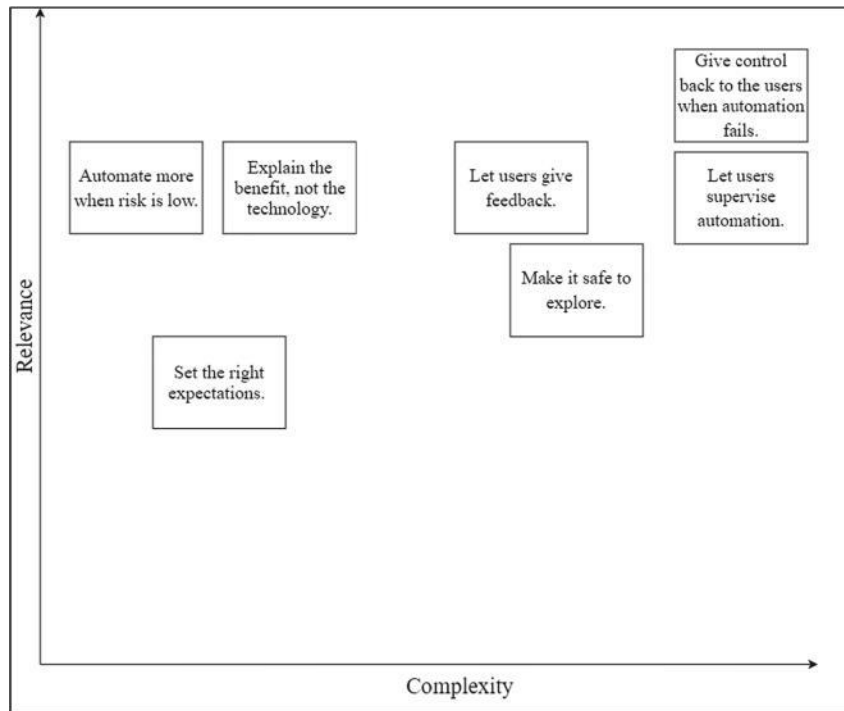 Give control
back to the users
when automation
fails.
Automate more
when risk is low.
Explain the
benefit, not the
technology.
Let users give
feedback.
Let users
supervise
automation.
Make it safe to
explore.
Set the right
expectations.
Relevance
Complexity